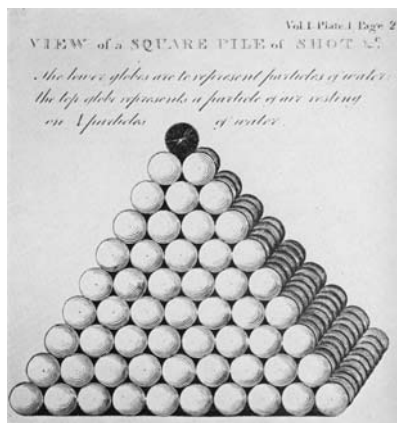 Vol I. Plate I. Page 2
VIEW of a SQUARE PILE of SHOT &c.
the lower globes are to represent particles of water;
the top globe represents a particle of air resting
on 4 particles of water.